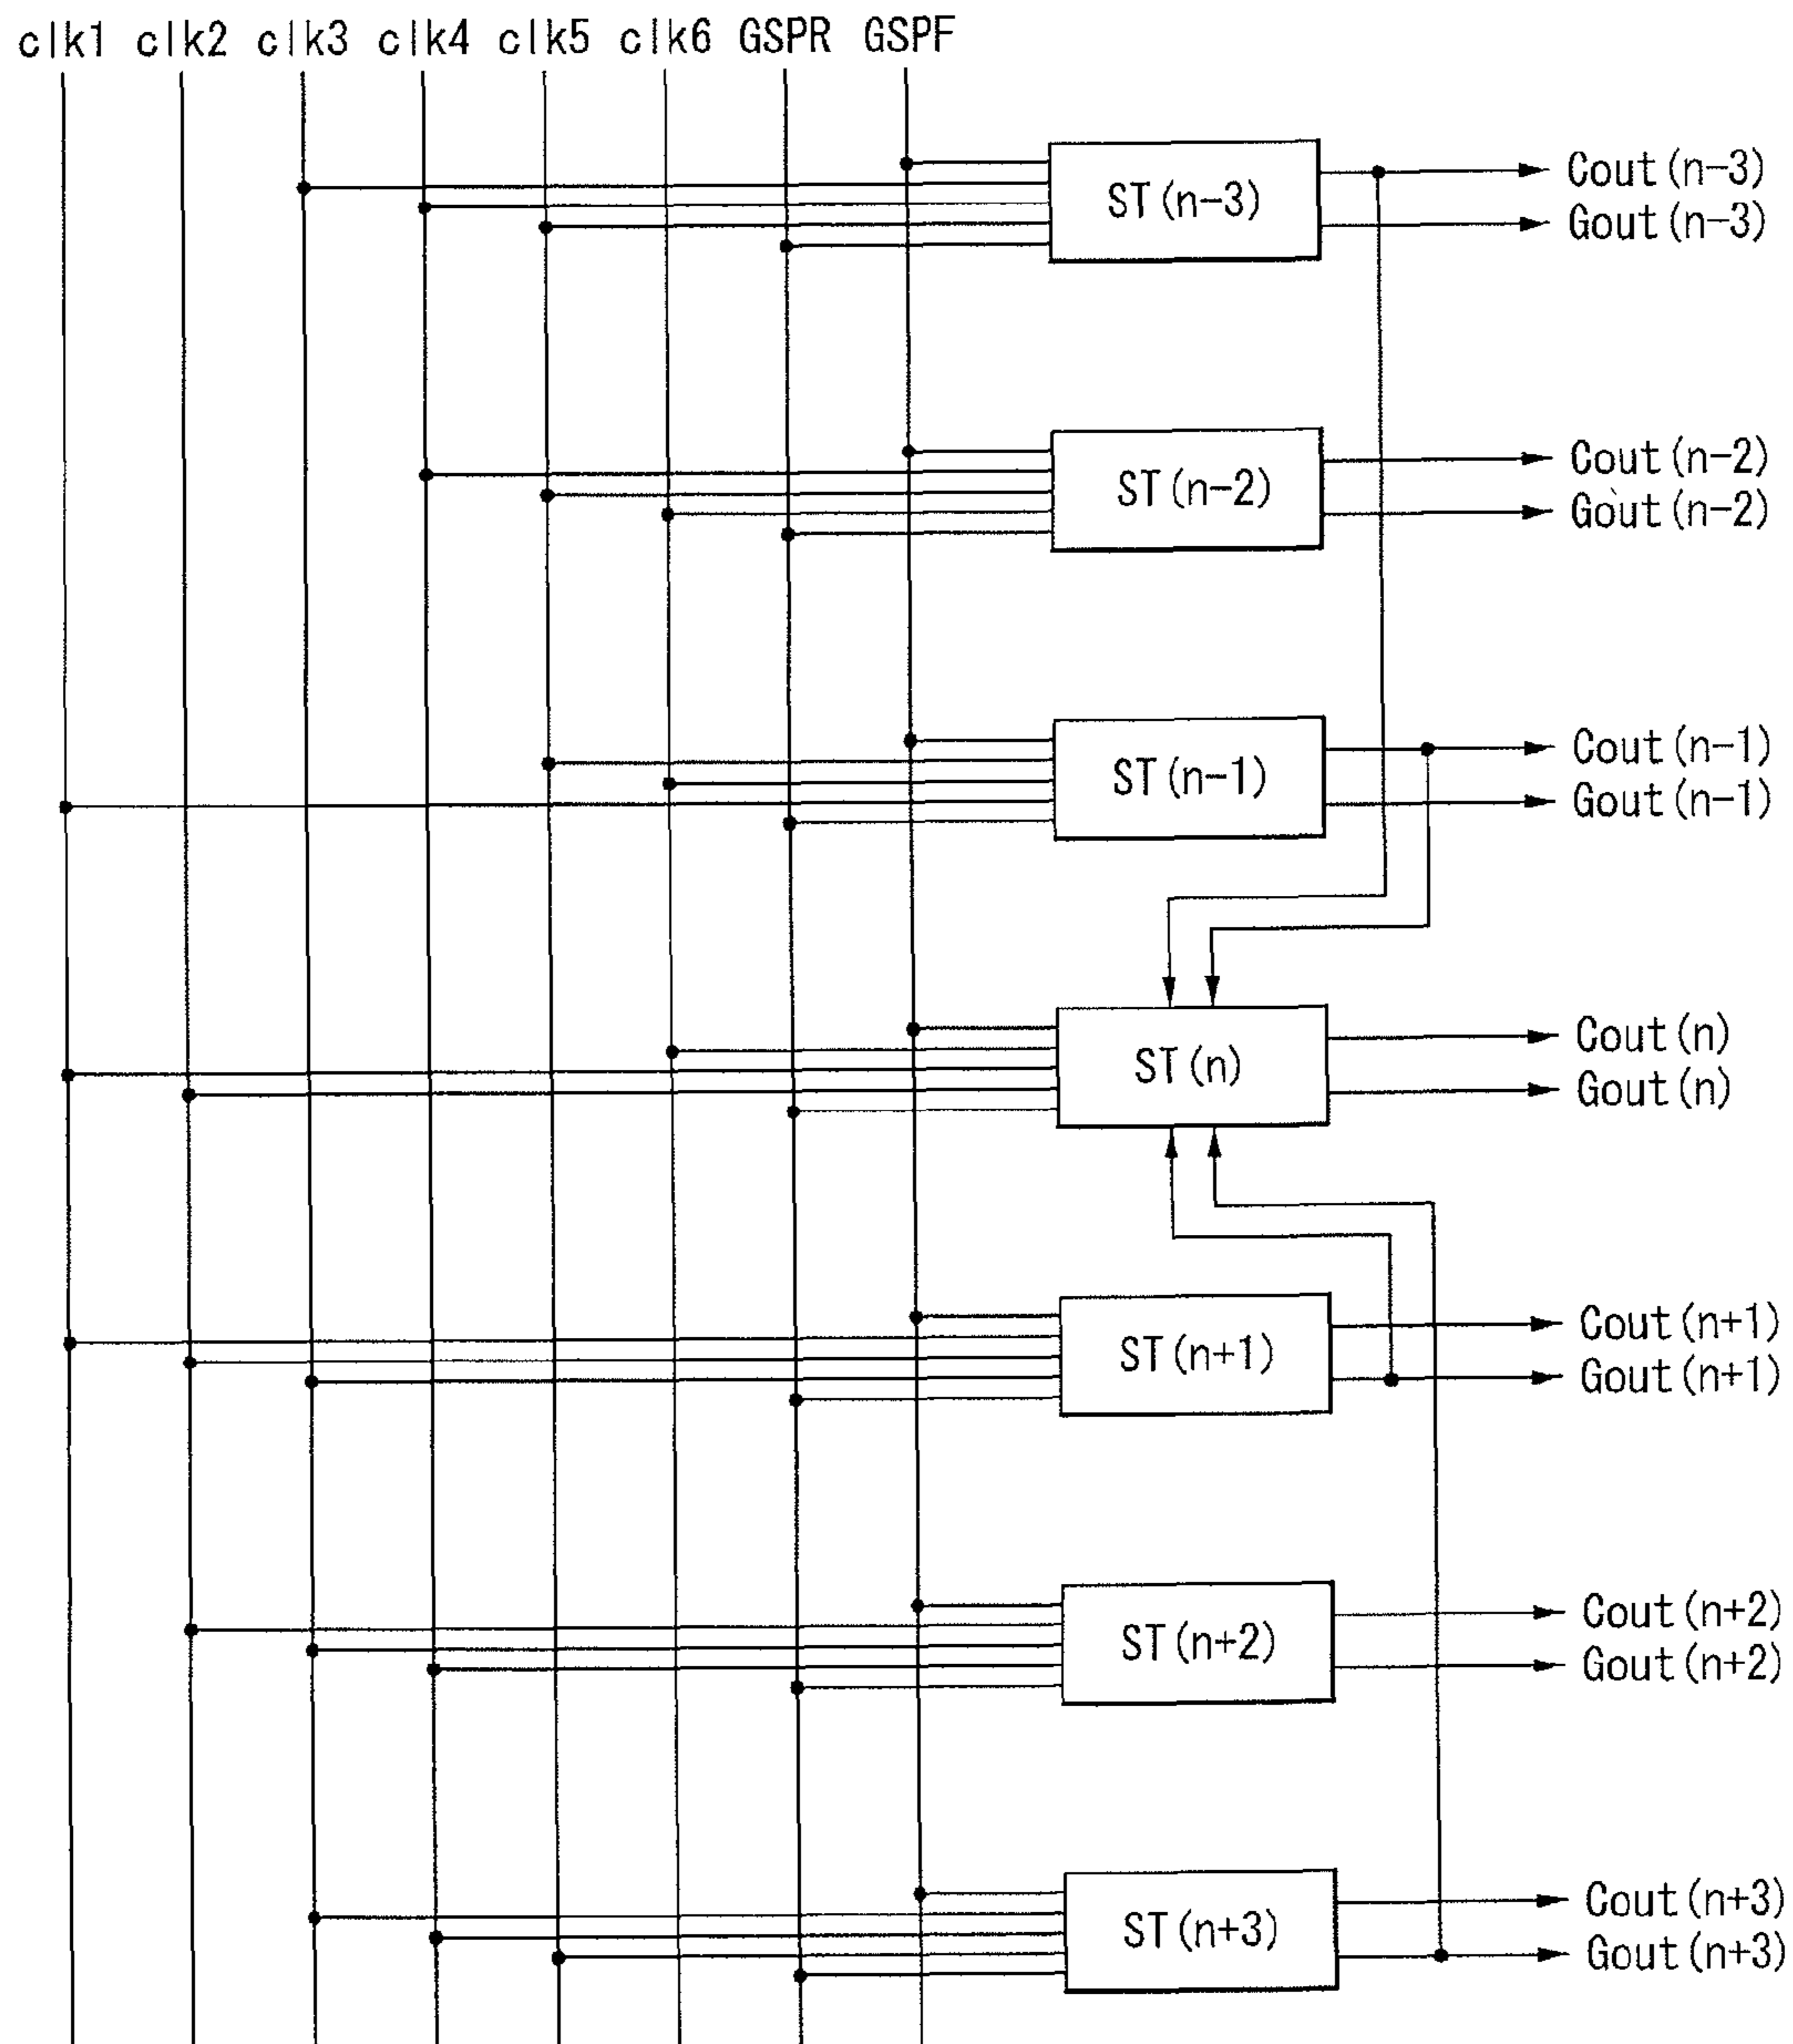 clk1 clk2 clk3 clk4 clk5 clk6 GSPR GSPF
ST(n-3)
Cout(n-3)
Gout(n-3)
ST(n-2)
Cout(n-2)
Gout(n-2)
ST(n-1)
Cout(n-1)
Gout(n-1)
ST(n)
Cout(n)
Gout(n)
ST(n+1)
Cout(n+1)
Gout(n+1)
ST(n+2)
Cout(n+2)
Gout(n+2)
ST(n+3)
Cout(n+3)
Gout(n+3)